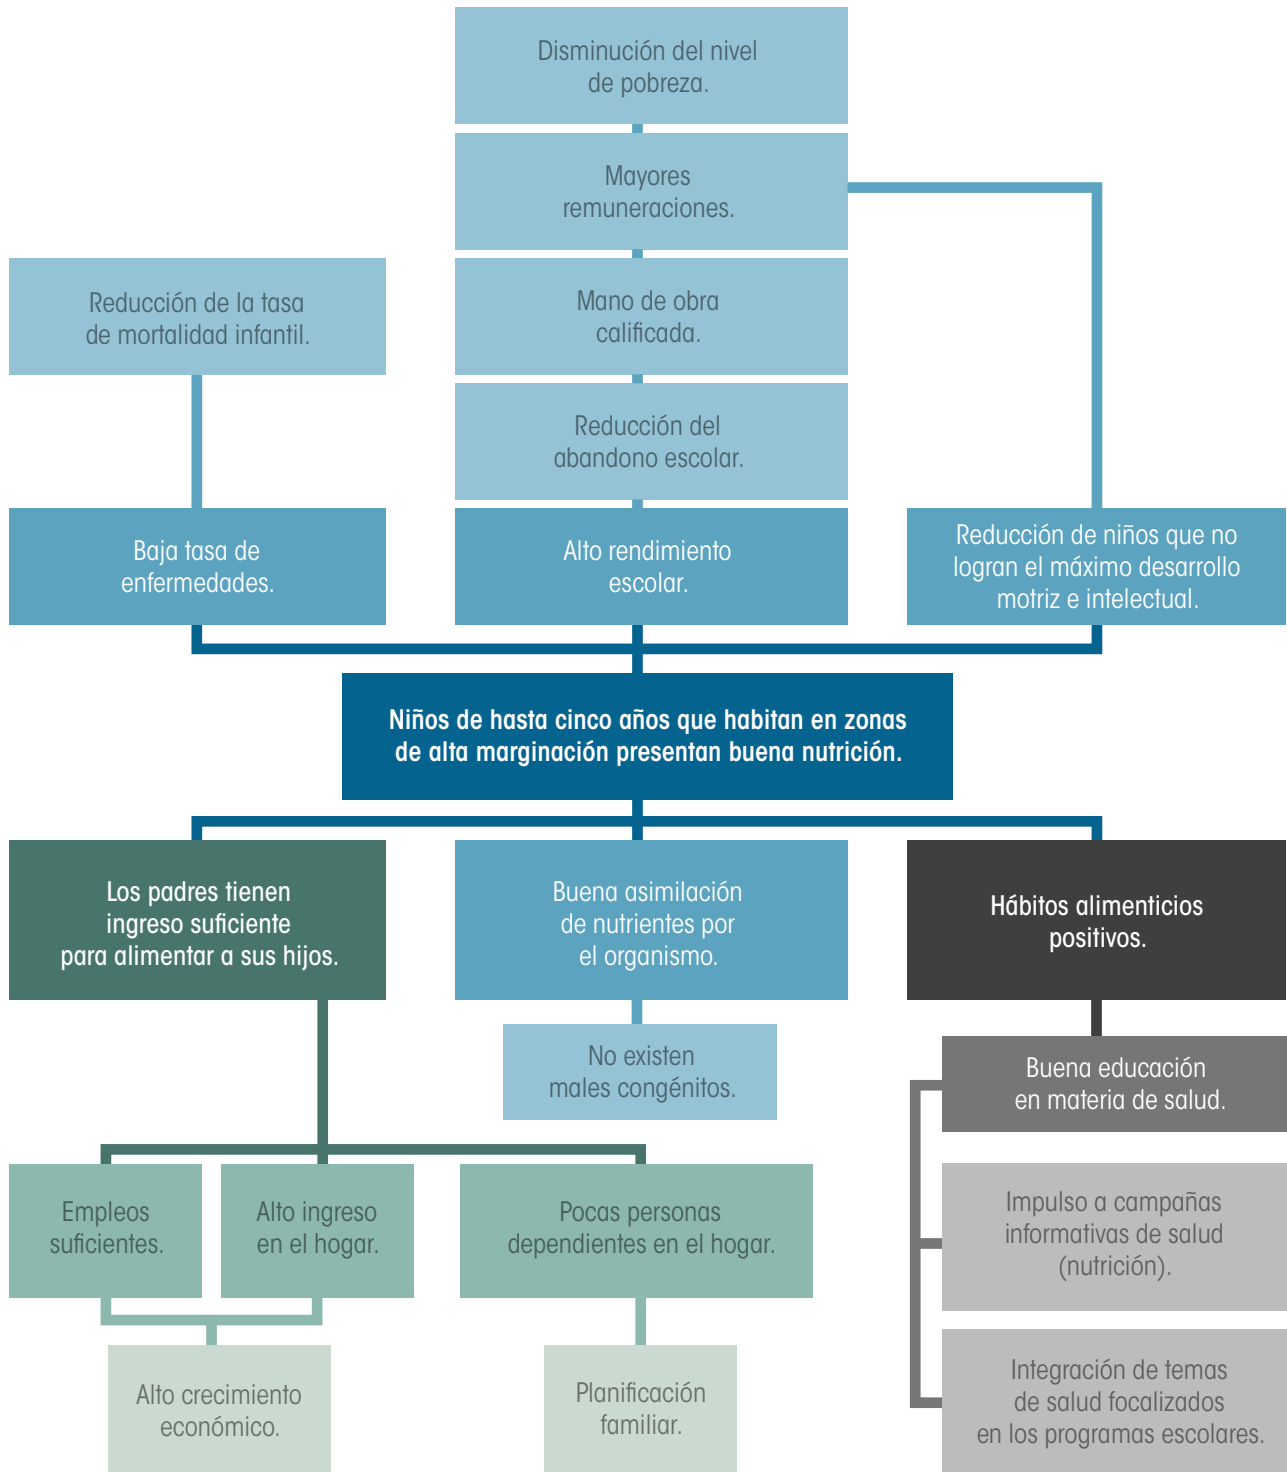 Disminución del nivel
de pobreza.
Mayores
remuneraciones.
Reducción de la tasa
de mortalidad infantil.
Mano de obra
calificada.
Reducción del
abandono escolar.
Baja tasa de
enfermedades.
Alto rendimiento
escolar.
Reducción de niños que no
logran el máximo desarrollo
motriz e intelectual.
Niños de hasta cinco años que habitan en zonas
de alta marginación presentan buena nutrición.
Los padres tienen
ingreso suficiente
para alimentar a sus hijos.
Buena asimilación
de nutrientes por
el organismo.
Hábitos alimenticios
positivos.
No existen
males congénitos.
Buena educación
en materia de salud.
Empleos
suficientes.
Alto ingreso
en el hogar.
Pocas personas
dependientes en el hogar.
Impulso a campañas
informativas de salud
(nutrición).
Alto crecimiento
económico.
Planificación
familiar.
Integración de temas
de salud focalizados
en los programas escolares.